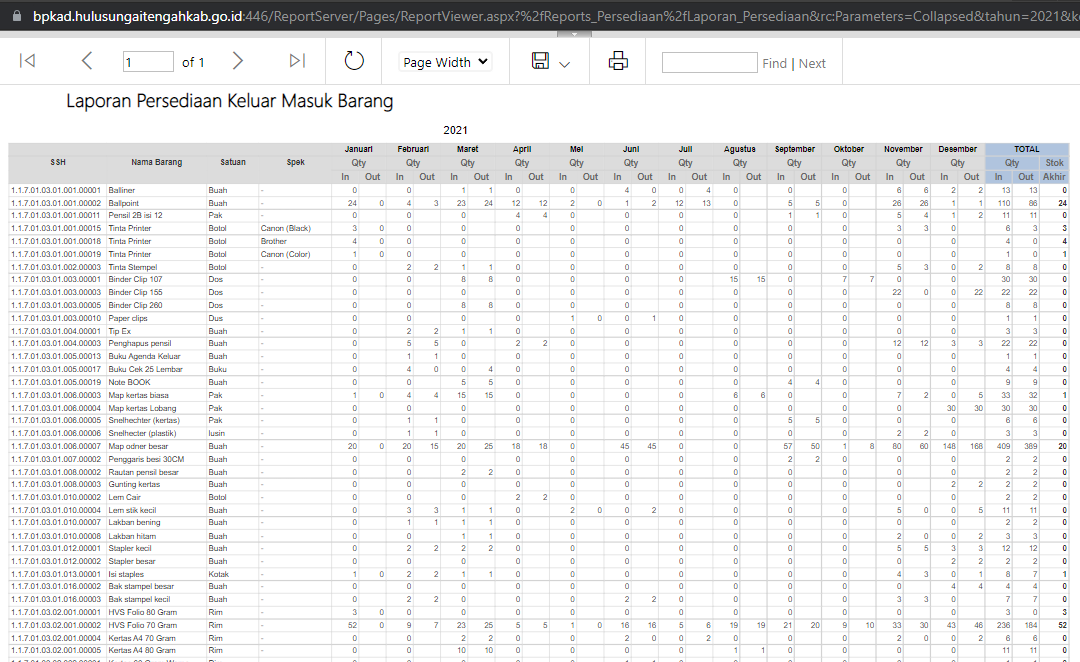 bpkad.hulusungaitengahkab.go.id:446/ReportServer/Pages/ReportViewer.aspx?%2fReports_Persediaan%2fLaporan_Persediaan&rc:Parameters=Collapsed&tahun=2021&k
1 of 1 Page Width Find | Next
Laporan Persediaan Keluar Masuk Barang
2021
Januari Februari Maret April Mei Juni Juli Agustus September Oktober November Desember TOTAL
SSH Nama Barang Satuan Spek Qty Qty Qty Qty Qty Qty Qty Qty Qty Qty Qty Qty Qty Stok
In Out In Out In Out In Out In Out In Out In Out In Out In Out In Out In Out In Out In Out Akhir
1.1.7.01.03.01.001.00001 Balliner Buah - 0 0 1 1 0 0 4 0 0 4 0 0 0 6 6 2 2 13 13 0
1.1.7.01.03.01.001.00002 Ballpoint Buah - 24 0 4 3 23 24 12 12 2 0 1 2 12 13 0 5 5 0 26 26 1 1 110 86 24
1.1.7.01.03.01.001.00011 Pensil 2B isi 12 Pak - 0 0 0 4 4 0 0 0 0 1 1 0 5 4 1 2 11 11 0
1.1.7.01.03.01.001.00015 Tinta Printer Botol Canon (Black) 3 0 0 0 0 0 0 0 0 0 0 3 3 0 6 3 3
1.1.7.01.03.01.001.00018 Tinta Printer Botol Brother 4 0 0 0 0 0 0 0 0 0 0 0 0 4 0 4
1.1.7.01.03.01.001.00019 Tinta Printer Botol Canon (Color) 1 0 0 0 0 0 0 0 0 0 0 0 0 1 0 1
1.1.7.01.03.01.002.00003 Tinta Stempel Botol - 0 2 2 1 1 0 0 0 0 0 0 0 5 3 0 2 8 8 0
1.1.7.01.03.01.003.00001 Binder Clip 107 Dos - 0 0 8 8 0 0 0 0 15 15 0 7 7 0 0 30 30 0
1.1.7.01.03.01.003.00003 Binder Clip 155 Dos - 0 0 0 0 0 0 0 0 0 0 22 0 0 22 22 22 0
1.1.7.01.03.01.003.00005 Binder Clip 260 Dos - 0 0 8 8 0 0 0 0 0 0 0 0 0 8 8 0
1.1.7.01.03.01.003.00010 Paper clips Dus - 0 0 0 0 1 0 0 1 0 0 0 0 0 0 1 1 0
1.1.7.01.03.01.004.00001 Tip Ex Buah - 0 2 2 1 1 0 0 0 0 0 0 0 0 0 3 3 0
1.1.7.01.03.01.004.00003 Penghapus pensil Buah - 0 5 5 0 2 2 0 0 0 0 0 0 12 12 3 3 22 22 0
1.1.7.01.03.01.005.00013 Buku Agenda Keluar Buah - 0 1 1 0 0 0 0 0 0 0 0 0 0 1 1 0
1.1.7.01.03.01.005.00017 Buku Cek 25 Lembar Buku - 0 4 0 0 4 0 0 0 0 0 0 0 0 0 4 4 0
1.1.7.01.03.01.005.00019 Note BOOK Buah - 0 0 5 5 0 0 0 0 0 4 4 0 0 0 9 9 0
1.1.7.01.03.01.006.00003 Map kertas biasa Pak - 1 0 4 4 15 15 0 0 0 0 6 6 0 0 7 2 0 5 33 32 1
1.1.7.01.03.01.006.00004 Map kertas Lobang Pak - 0 0 0 0 0 0 0 0 0 0 0 30 30 30 30 0
1.1.7.01.03.01.006.00005 Snelhechter (kertas) Pak - 0 1 1 0 0 0 0 0 0 5 5 0 0 0 6 6 0
1.1.7.01.03.01.006.00006 Snelhecter (plastik) lusin - 0 1 1 0 0 0 0 0 0 0 0 2 2 0 3 3 0
1.1.7.01.03.01.006.00007 Map odner besar Buah - 20 0 20 15 20 25 18 18 0 45 45 0 0 57 50 1 8 80 60 148 168 409 389 20
1.1.7.01.03.01.007.00002 Penggaris besi 30CM Buah - 0 0 0 0 0 0 0 0 2 2 0 0 0 2 2 0
1.1.7.01.03.01.008.00002 Rautan pensil besar Buah - 0 0 2 2 0 0 0 0 0 0 0 0 0 2 2 0
1.1.7.01.03.01.008.00003 Gunting kertas Buah - 0 0 0 0 0 0 0 0 0 0 0 2 2 2 2 0
1.1.7.01.03.01.010.00002 Lem Cair Botol - 0 0 0 2 2 0 0 0 0 0 0 0 0 2 2 0
1.1.7.01.03.01.010.00004 Lem stik kecil Buah - 0 3 3 1 1 0 2 0 0 2 0 0 0 0 5 0 0 5 11 11 0
1.1.7.01.03.01.010.00007 Lakban bening Buah - 0 1 1 1 1 0 0 0 0 0 0 0 0 0 2 2 0
1.1.7.01.03.01.010.00008 Lakban hitam Buah - 0 0 1 1 0 0 0 0 0 0 0 2 0 0 2 3 3 0
1.1.7.01.03.01.012.00001 Stapler kecil Buah - 0 2 2 2 2 0 0 0 0 0 0 0 5 5 3 3 12 12 0
1.1.7.01.03.01.012.00002 Stapler besar Buah - 0 0 0 0 0 0 0 0 0 0 0 2 2 2 2 0
1.1.7.01.03.01.013.00001 Isi staples Kotak - 1 0 2 2 1 1 0 0 0 0 0 0 0 4 3 0 1 8 7 1
1.1.7.01.03.01.016.00002 Bak stampel besar Buah - 0 0 0 0 0 0 0 0 0 0 0 4 4 4 4 0
1.1.7.01.03.01.016.00003 Bak stampel kecil Buah - 0 2 2 0 0 0 2 2 0 0 0 0 3 3 0 7 7 0
1.1.7.01.03.02.001.00001 HVS Folio 80 Gram Rim - 3 0 0 0 0 0 0 0 0 0 0 0 0 3 0 3
1.1.7.01.03.02.001.00002 HVS Folio 70 Gram Rim - 52 0 9 7 23 25 5 5 1 0 16 16 5 6 19 19 21 20 9 10 33 30 43 46 236 184 52
1.1.7.01.03.02.001.00004 Kertas A4 70 Gram Rim - 0 0 2 2 0 0 2 0 0 2 0 0 0 2 0 0 2 6 6 0
1.1.7.01.03.02.001.00005 Kertas A4 80 Gram Rim - 0 0 10 10 0 0 0 0 1 1 0 0 0 0 11 11 0